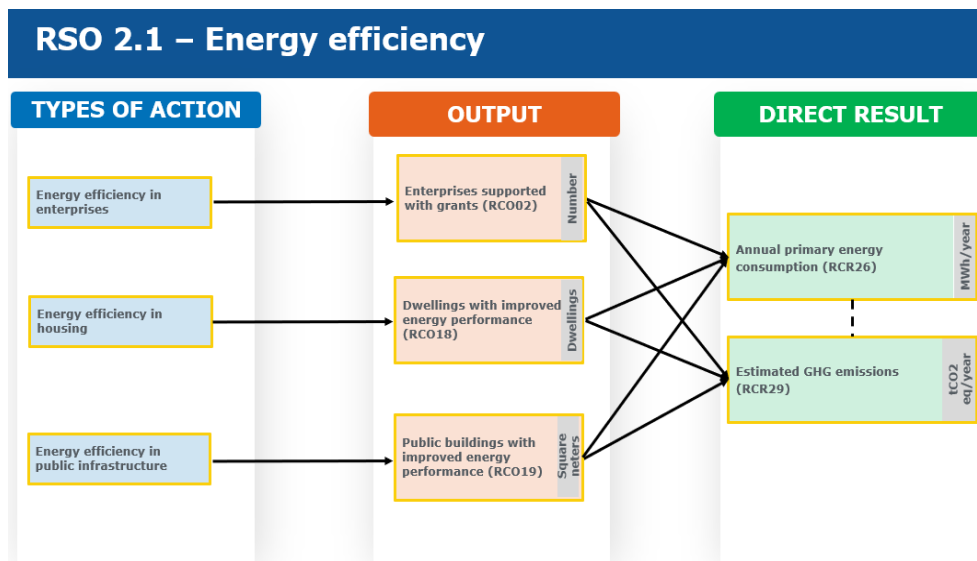 RSO 2.1 – Energy efficiency
TYPES OF ACTION
OUTPUT
DIRECT RESULT
Energy efficiency in
enterprises
Enterprises supported
with grants (RCO02)
Number
Annual primary energy
consumption (RCR26)
MWh/year
Energy efficiency in
housing
Dwellings with improved
energy performance
(RCO18)
Dwellings
Estimated GHG emissions
(RCR29)
tCO2
eq/year
Energy efficiency in
public infrastructure
Public buildings with
improved energy
performance (RCO19)
Square
neters